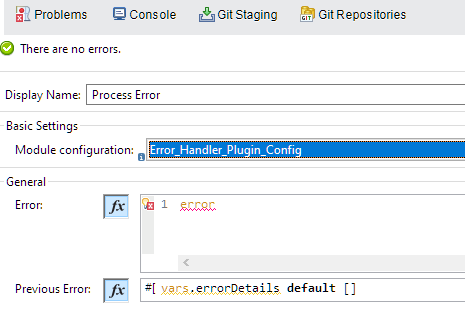 Problems Console Git Staging Git Repositories
There are no errors.
Display Name: Process Error
Basic Settings
Module configuration: Error_Handler_Plugin_Config
General
Error: fx 1 error
Previous Error: fx #[ vars.errorDetails default []